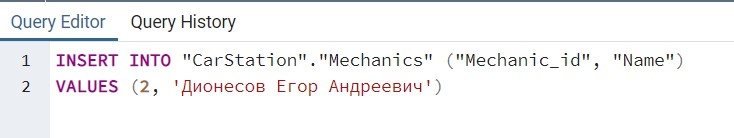 Query Editor Query History
1 INSERT INTO "CarStation"."Mechanics" ("Mechanic_id", "Name")
2 VALUES (2, 'Дионесов Егор Андреевич')